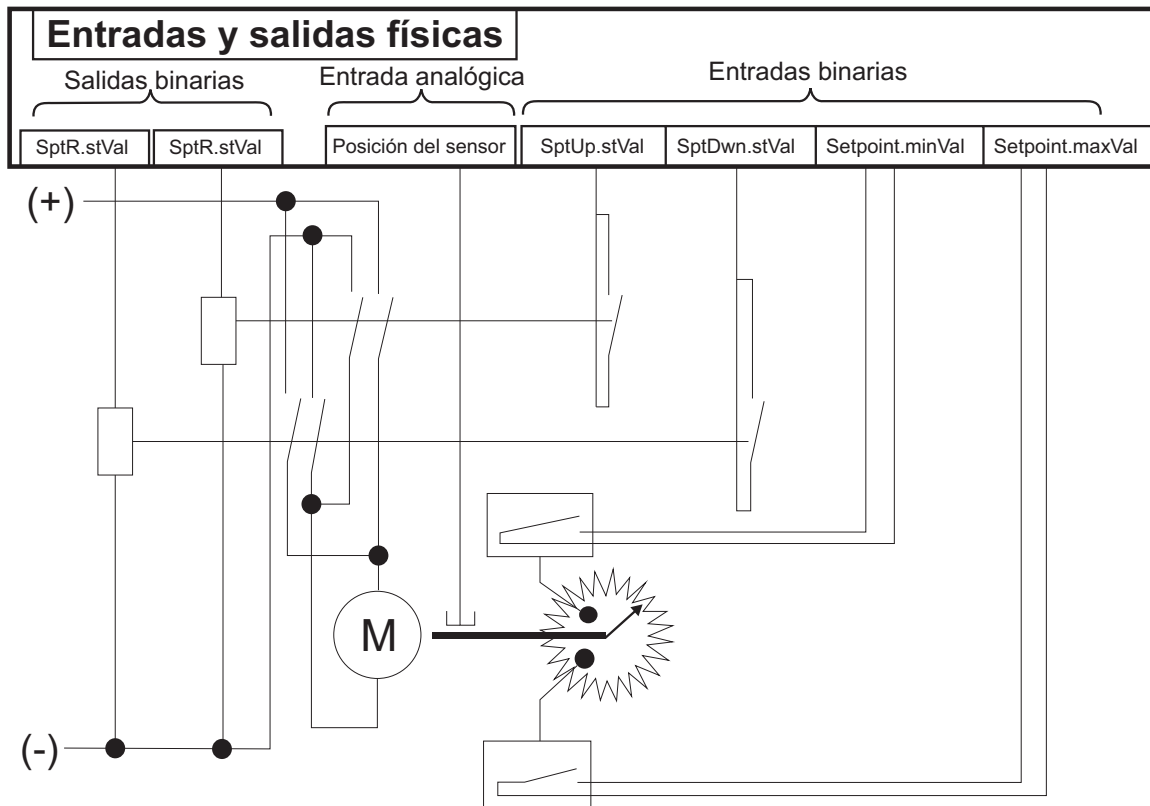 Entradas y salidas físicas
Salidas binarias
Entrada analógica
Entradas binarias
SptR.stVal
SptR.stVal
Posición del sensor
SptUp.stVal
SptDwn.stVal
Setpoint.minVal
Setpoint.maxVal
(+)
M
(-)